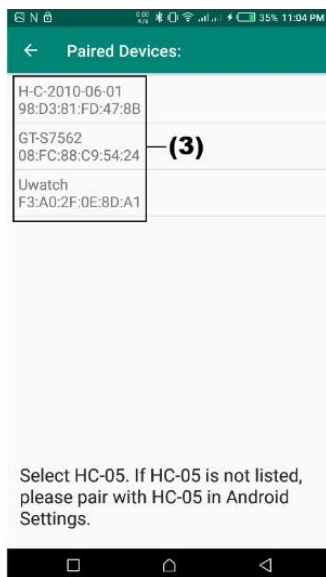 0.00 K/s 35% 11:04 PM
Paired Devices:
H-C-2010-06-01
98:D3:81:FD:47:8B
GT-S7562
08:FC:88:C9:54:24
(3)
Uwatch
F3:A0:2F:0E:8D:A1
Select HC-05. If HC-05 is not listed,
please pair with HC-05 in Android
Settings.